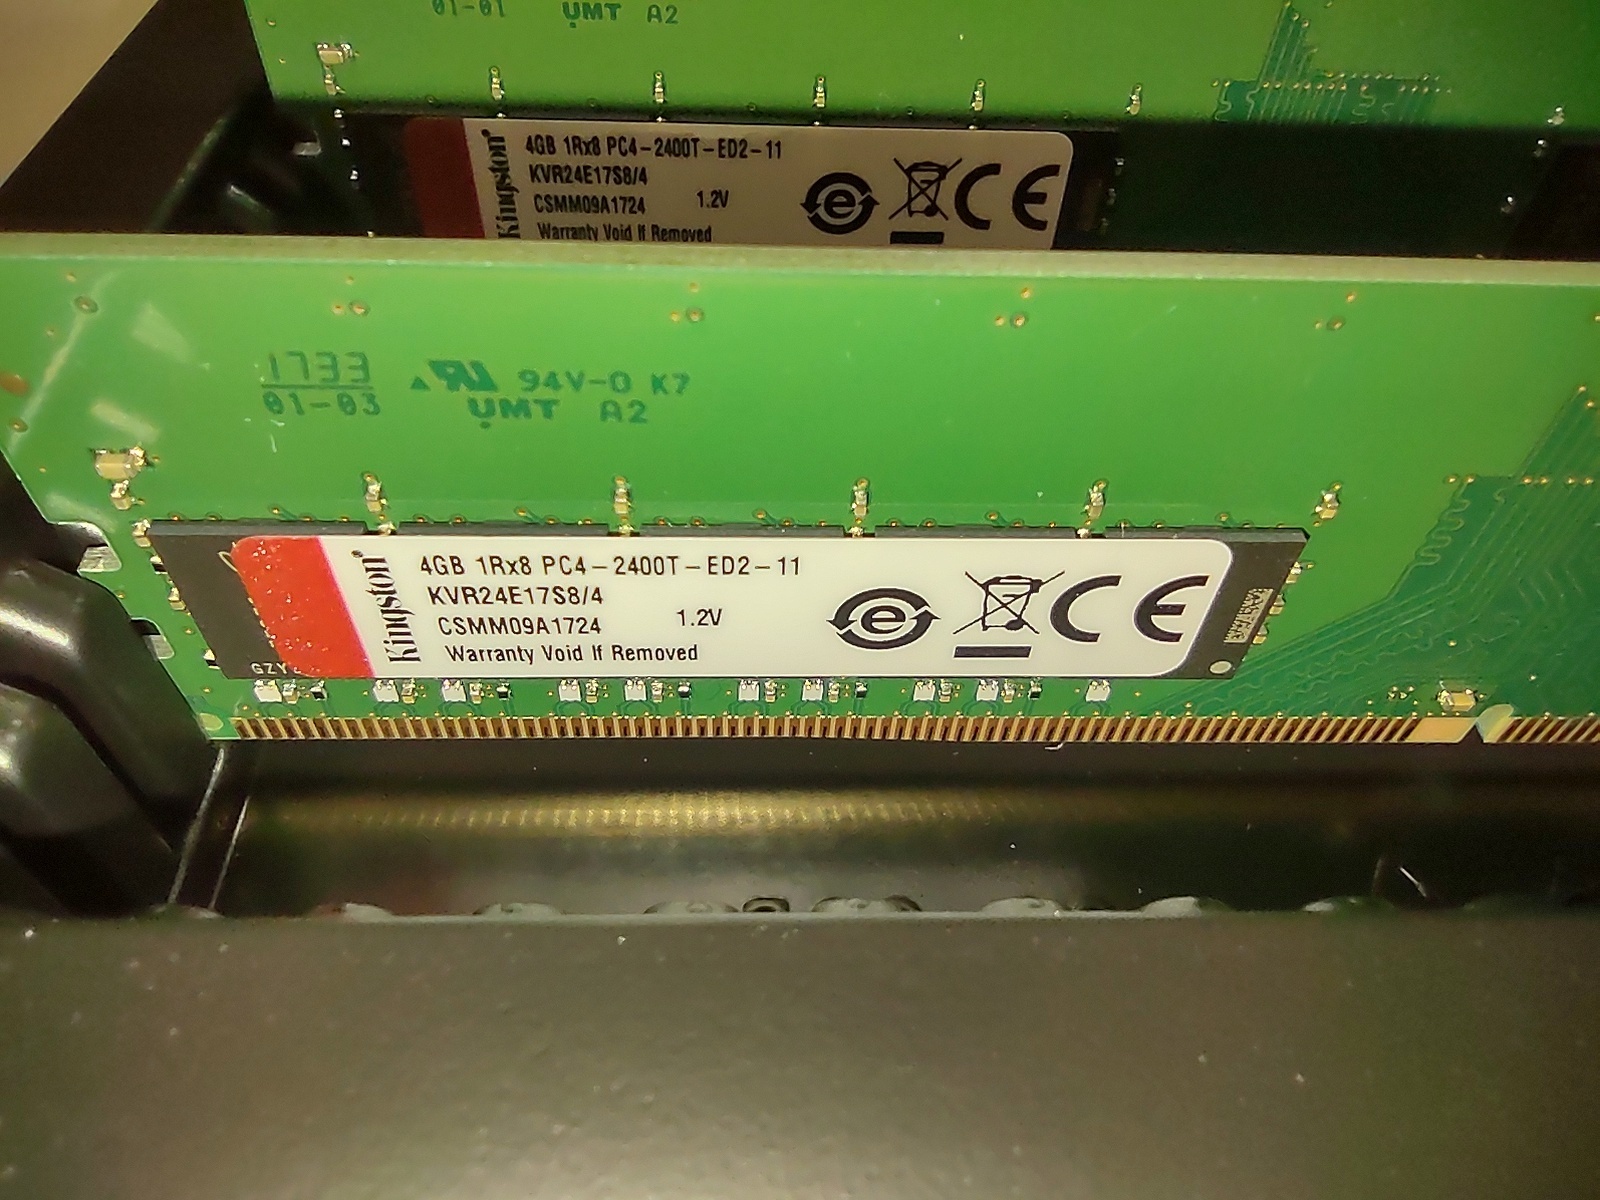 01-01 UMT A2
Kingston
4GB 1Rx8 PC4-2400T-ED2-11
KVR24E17S8/4
CSMM09A1724 1.2V
Warranty Void If Removed
e
CE
1733
01-03
94V-0 K7
UMT A2
Kingston
4GB 1Rx8 PC4-2400T-ED2-11
KVR24E17S8/4
CSMM09A1724 1.2V
Warranty Void If Removed
e
CE
GZY